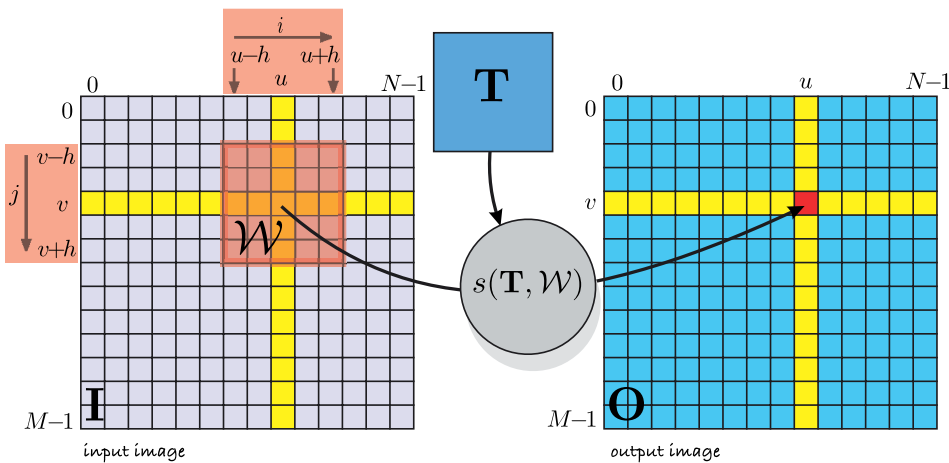 i
u−h u+h
u
0 N−1
0
v−h
j
v
v+h
W
I
M−1
input image
T
s(T, W)
0 u N−1
0
v
O
M−1
output image